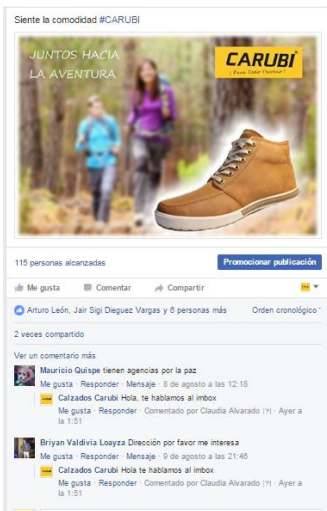 Siente la comodidad #CARUBI
JUNTOS HACIA
LA AVENTURA
CARUBI
¡Para Todo Terreno!
115 personas alcanzadas
Promocionar publicación
Me gusta Comentar Compartir
Arturo León, Jair Sigi Dieguez Vargas y 6 personas más Orden cronológico
2 veces compartido
Ver un comentario más
Mauricio Quispe tienen agencias por la paz
Me gusta · Responder · Mensaje · 8 de agosto a las 12:18
Calzados Carubi Hola, te hablamos al imbox
Me gusta · Responder · Comentado por Claudia Alvarado [?] · Ayer a
la 1:51
Briyan Valdivia Loayza Dirección por favor me interesa
Me gusta · Responder · Mensaje · 9 de agosto a las 21:46
Calzados Carubi Hola te hablamos al imbox
Me gusta · Responder · Comentado por Claudia Alvarado [?] · Ayer a
la 1:51